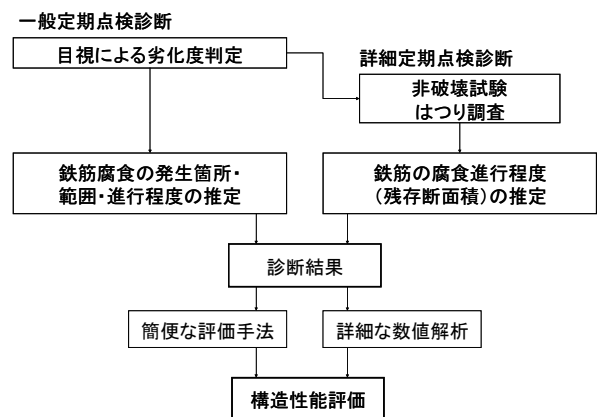 一般定期点検診断
目視による劣化度判定
詳細定期点検診断
非破壊試験
はつり調査
鉄筋腐食の発生箇所・
範囲・進行程度の推定
鉄筋の腐食進行程度
(残存断面積)の推定
診断結果
簡便な評価手法
詳細な数値解析
構造性能評価